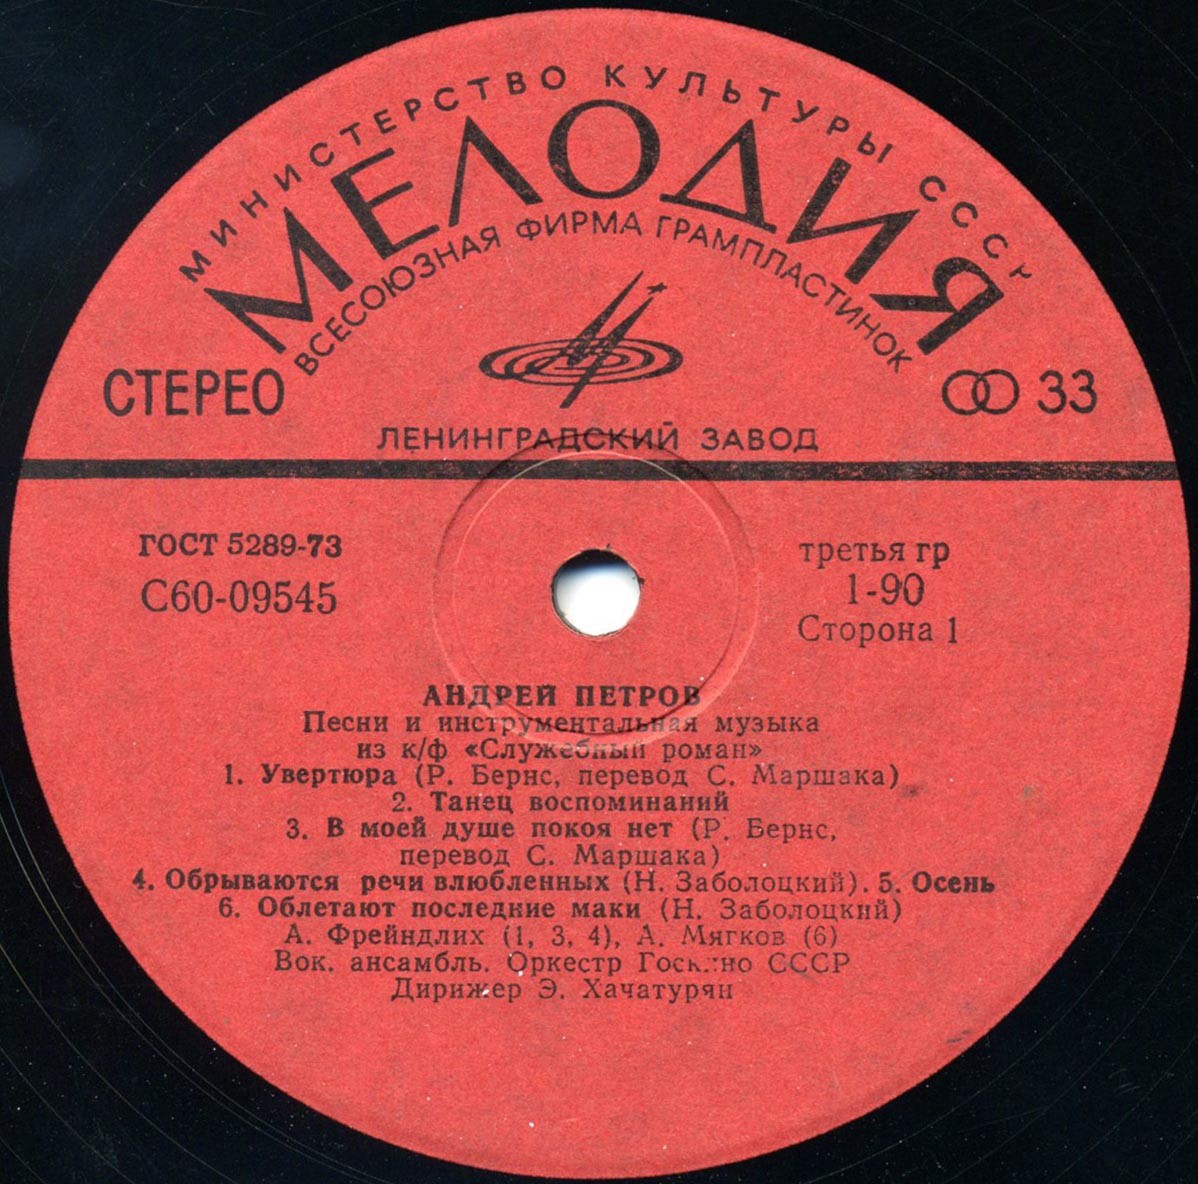 МИНИСТЕРСТВО КУЛЬТУРЫ СССР
МЕЛОДИЯ
ВСЕСОЮЗНАЯ ФИРМА ГРАМПЛАСТИНОК
СТЕРЕО
33
ЛЕНИНГРАДСКИЙ ЗАВОД
ГОСТ 5289-73
С60-09545
третья гр
1-90
Сторона 1
АНДРЕЙ ПЕТРОВ
Песни и инструментальная музыка
из к/ф «Служебный роман»
1. Увертюра (Р. Бернс, перевод С. Маршака)
2. Танец воспоминаний
3. В моей душе покоя нет (Р. Бернс,
перевод С. Маршака)
4. Обрываются речи влюбленных (Н. Заболоцкий). 5. Осень
6. Облетают последние маки (Н. Заболоцкий)
А. Фрейндлих (1, 3, 4), А. Мягков (6)
Вок. ансамбль. Оркестр Госкино СССР
Дирижер Э. Хачатурян